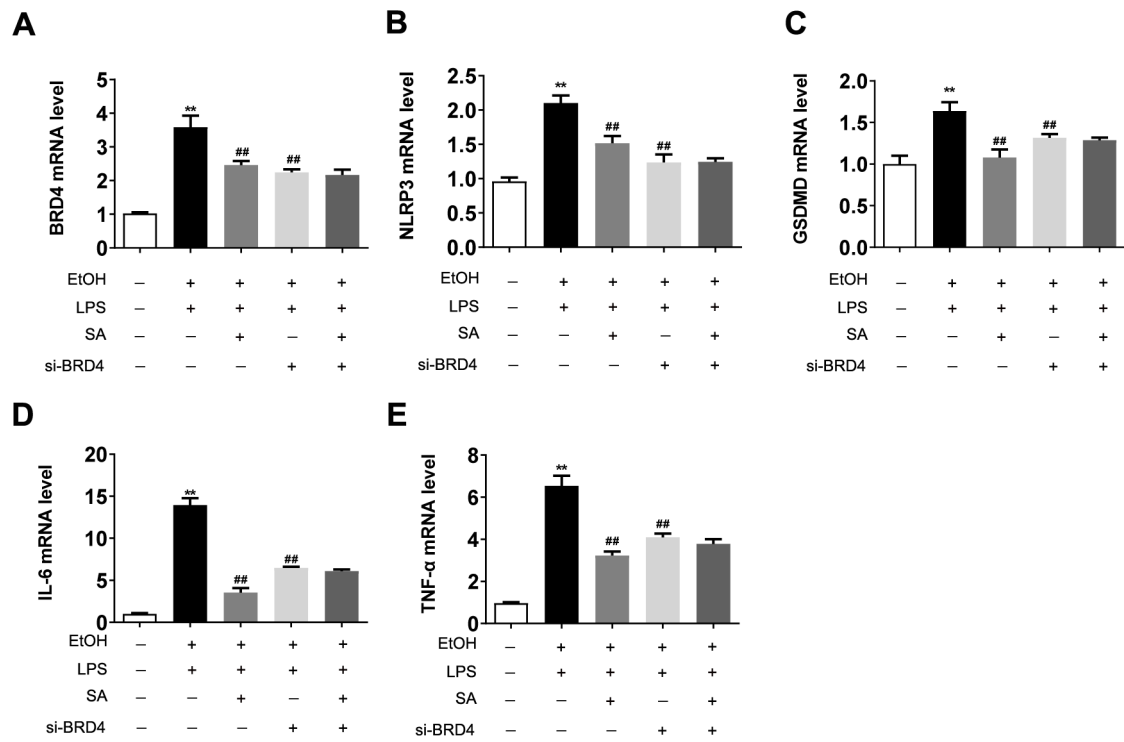 A
BRD4 mRNA level
5
4
3
2
1
0
**
##
##
EtOH – + + + +
LPS – + + + +
SA – – + – +
si-BRD4 – – – + +
B
NLRP3 mRNA level
2.5
2.0
1.5
1.0
0.5
0.0
**
##
##
EtOH – + + + +
LPS – + + + +
SA – – + – +
si-BRD4 – – – + +
C
GSDMD mRNA level
2.0
1.5
1.0
0.5
0.0
**
##
##
EtOH – + + + +
LPS – + + + +
SA – – + – +
si-BRD4 – – – + +
D
IL-6 mRNA level
20
15
10
5
0
**
##
##
EtOH – + + + +
LPS – + + + +
SA – – + – +
si-BRD4 – – – + +
E
TNF-α mRNA level
8
6
4
2
0
**
##
##
EtOH – + + + +
LPS – + + + +
SA – – + – +
si-BRD4 – – – + +